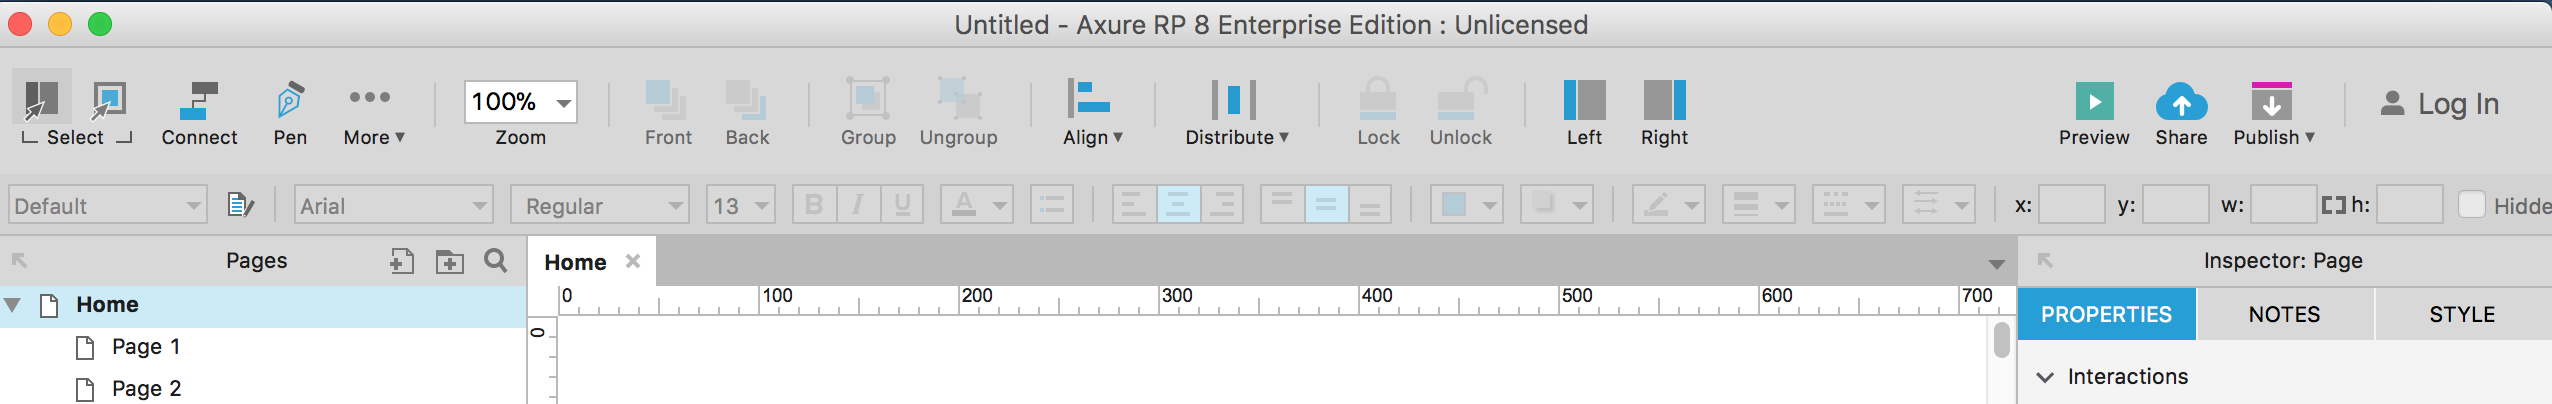 Untitled - Axure RP 8 Enterprise Edition : Unlicensed
100%
Select Connect Pen More Zoom Front Back Group Ungroup Align Distribute Lock Unlock Left Right Preview Share Publish Log In
Default Arial Regular 13 B I U A x: y: w: h: Hidde
Pages Home Inspector: Page
0 100 200 300 400 500 600 700
Home
0
PROPERTIES NOTES STYLE
Page 1
Interactions
Page 2